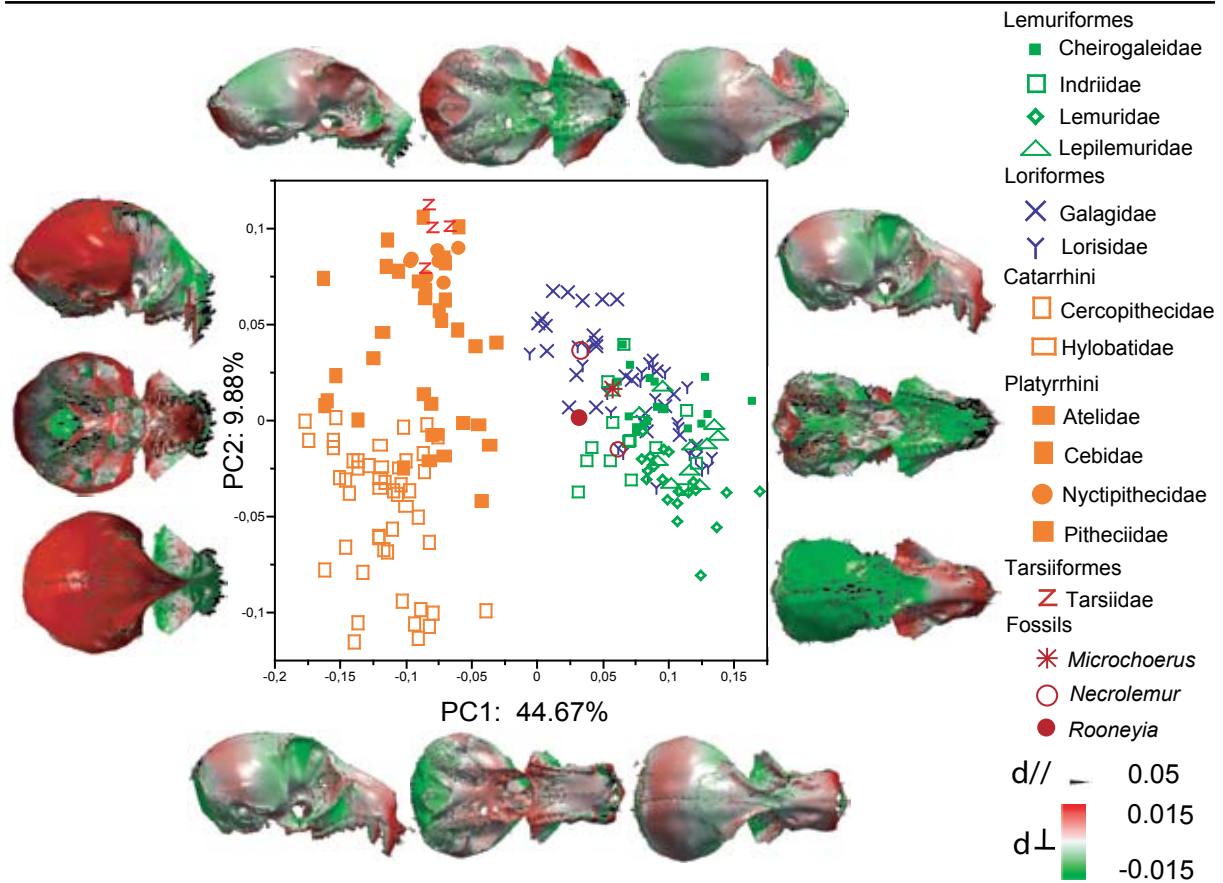 Lemuriformes
Cheirogaleidae
Indriidae
Lemuridae
Lepilemuridae
Loriformes
Galagidae
Lorisidae
Catarrhini
Cercopithecidae
Hylobatidae
Platyrrhini
Atelidae
Cebidae
Nyctipithecidae
Pitheciidae
Tarsiiformes
Tarsiidae
Fossils
Microchoerus
Necrolemur
Rooneyia
d// 0.05
0.015
d⊥
-0.015
PC2: 9.88%
0,1
0,05
0
-0,05
-0,1
-0,2 -0,15 -0,1 -0,05 0 0,05 0,1 0,15
PC1: 44.67%